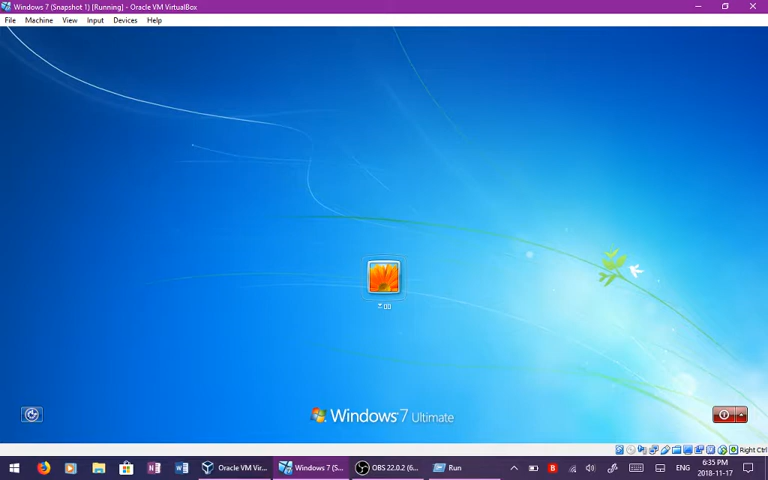 Windows 7 (Snapshot 1) [Running] - Oracle VM VirtualBox
File Machine View Input Devices Help
Windows 7 Ultimate
Right Ctrl
Oracle VM Vir... Windows 7 (S... OBS 22.0.2 (6... Run ENG 6:35 PM
2018-11-17